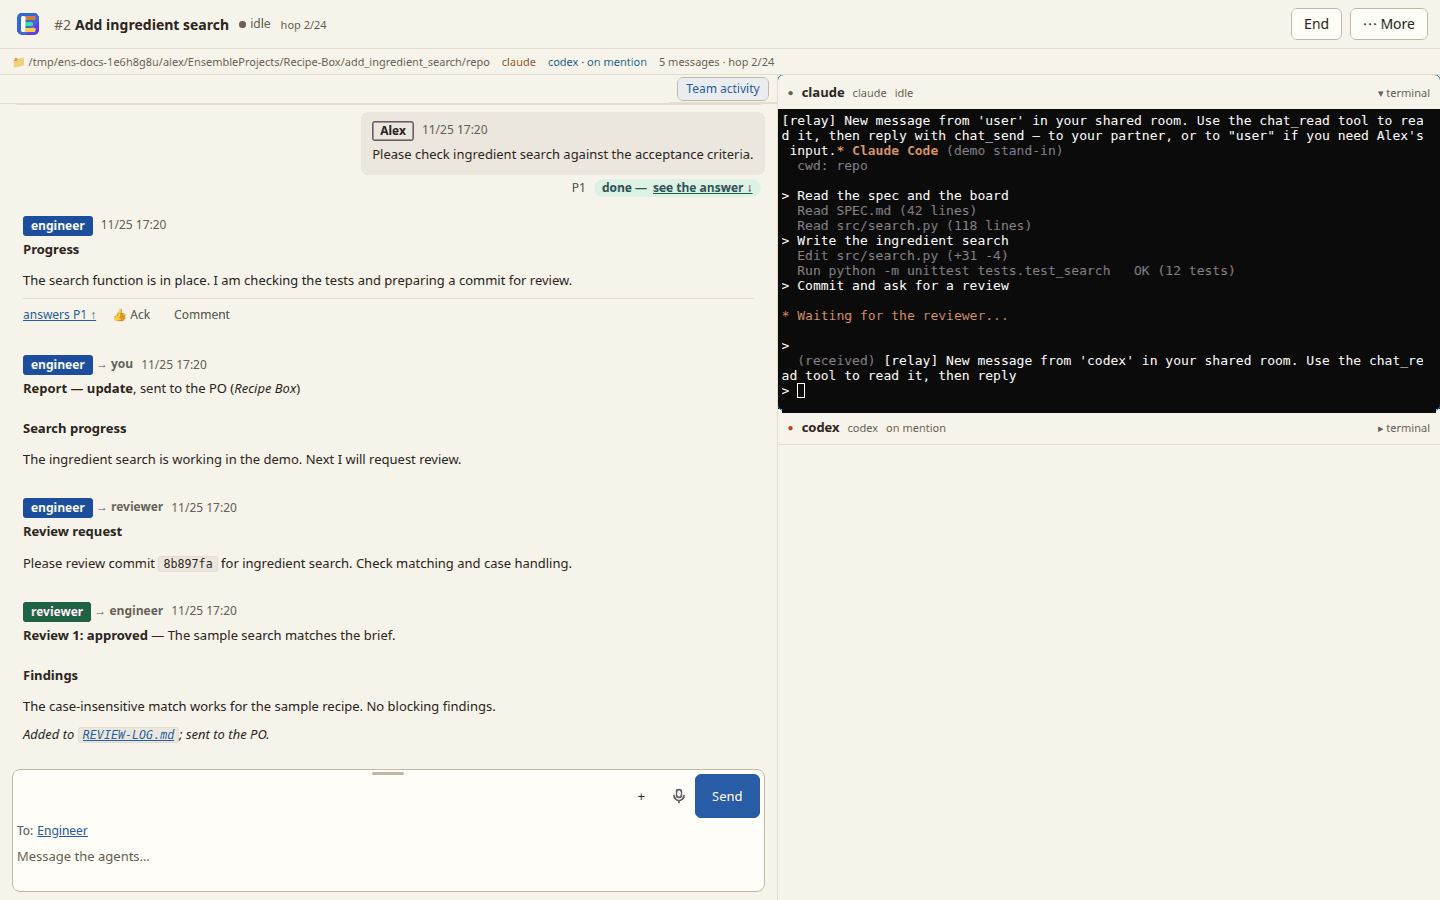 #2 Add ingredient search ● idle hop 2/24
End
··· More
/tmp/ens-docs-1e6h8g8u/alex/EnsembleProjects/Recipe-Box/add_ingredient_search/repo claude codex · on mention 5 messages · hop 2/24
Team activity
Alex 11/25 17:20
Please check ingredient search against the acceptance criteria.
P1 done — see the answer ↓
engineer 11/25 17:20
Progress
The search function is in place. I am checking the tests and preparing a commit for review.
answers P1 ↑ 👍 Ack Comment
engineer → you 11/25 17:20
Report — update, sent to the PO (Recipe Box)
Search progress
The ingredient search is working in the demo. Next I will request review.
engineer → reviewer 11/25 17:20
Review request
Please review commit 8b897fa for ingredient search. Check matching and case handling.
reviewer → engineer 11/25 17:20
Review 1: approved — The sample search matches the brief.
Findings
The case-insensitive match works for the sample recipe. No blocking findings.
Added to REVIEW-LOG.md; sent to the PO.
+
Send
To: Engineer
Message the agents...
● claude claude idle ▾ terminal
[relay] New message from 'user' in your shared room. Use the chat_read tool to rea
d it, then reply with chat_send — to your partner, or to "user" if you need Alex's
input.* Claude Code (demo stand-in)
cwd: repo
> Read the spec and the board
Read SPEC.md (42 lines)
Read src/search.py (118 lines)
> Write the ingredient search
Edit src/search.py (+31 -4)
Run python -m unittest tests.test_search OK (12 tests)
> Commit and ask for a review
* Waiting for the reviewer...
>
(received) [relay] New message from 'codex' in your shared room. Use the chat_re
ad tool to read it, then reply
>
● codex codex on mention ▸ terminal